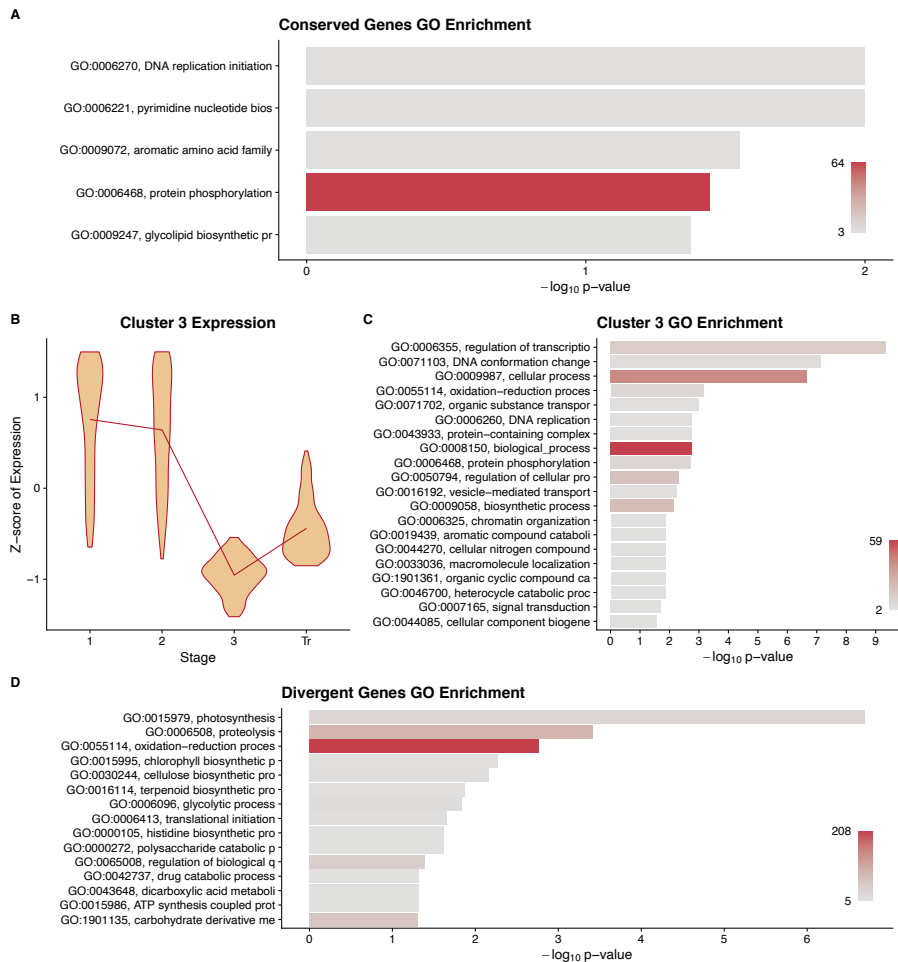 A
Conserved Genes GO Enrichment
GO:0006270, DNA replication initiation
GO:0006221, pyrimidine nucleotide bios
GO:0009072, aromatic amino acid family
GO:0006468, protein phosphorylation
GO:0009247, glycolipid biosynthetic pr
64
3
0 1 2
−log10 p−value
B
Cluster 3 Expression
Z−score of Expression
1
0
−1
1 2 3 Tr
Stage
C
Cluster 3 GO Enrichment
GO:0006355, regulation of transcriptio
GO:0071103, DNA conformation change
GO:0009987, cellular process
GO:0055114, oxidation−reduction proces
GO:0071702, organic substance transpor
GO:0006260, DNA replication
GO:0043933, protein−containing complex
GO:0008150, biological_process
GO:0006468, protein phosphorylation
GO:0050794, regulation of cellular pro
GO:0016192, vesicle−mediated transport
GO:0009058, biosynthetic process
GO:0006325, chromatin organization
GO:0019439, aromatic compound cataboli
GO:0044270, cellular nitrogen compound
GO:0033036, macromolecule localization
GO:1901361, organic cyclic compound ca
GO:0046700, heterocycle catabolic proc
GO:0007165, signal transduction
GO:0044085, cellular component biogene
59
2
0 1 2 3 4 5 6 7 8 9
−log10 p−value
D
Divergent Genes GO Enrichment
GO:0015979, photosynthesis
GO:0006508, proteolysis
GO:0055114, oxidation−reduction proces
GO:0015995, chlorophyll biosynthetic p
GO:0030244, cellulose biosynthetic pro
GO:0016114, terpenoid biosynthetic pro
GO:0006096, glycolytic process
GO:0006413, translational initiation
GO:0000105, histidine biosynthetic pro
GO:0000272, polysaccharide catabolic p
GO:0065008, regulation of biological q
GO:0042737, drug catabolic process
GO:0043648, dicarboxylic acid metaboli
GO:0015986, ATP synthesis coupled prot
GO:1901135, carbohydrate derivative me
208
5
0 1 2 3 4 5 6
−log10 p−value